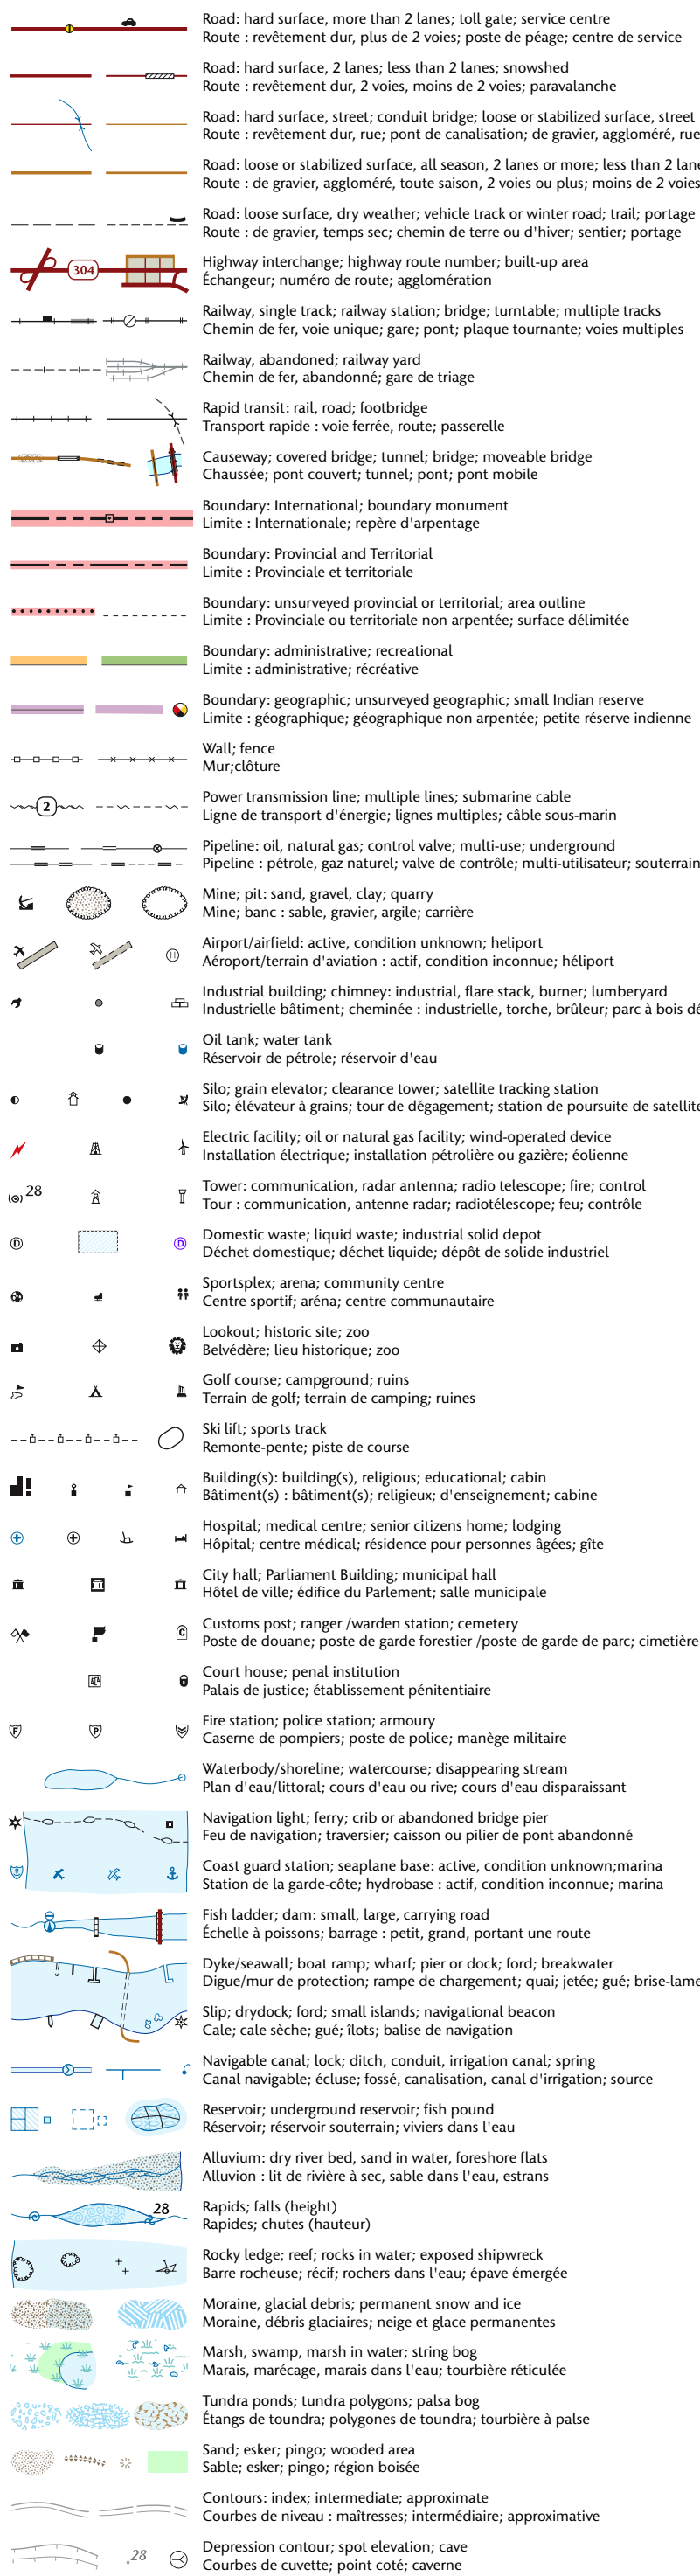 Road: hard surface, more than 2 lanes; toll gate; service centre
Route : revêtement dur, plus de 2 voies; poste de péage; centre de service
Road: hard surface, 2 lanes; less than 2 lanes; snowshed
Route : revêtement dur, 2 voies, moins de 2 voies; paravalanche
Road: hard surface, street; conduit bridge; loose or stabilized surface, street
Route : revêtement dur, rue; pont de canalisation; de gravier, aggloméré, rue
Road: loose or stabilized surface, all season, 2 lanes or more; less than 2 lane
Route : de gravier, aggloméré, toute saison, 2 voies ou plus; moins de 2 voies
Road: loose surface, dry weather; vehicle track or winter road; trail; portage
Route : de gravier, temps sec; chemin de terre ou d'hiver; sentier; portage
304
Highway interchange; highway route number; built-up area
Échangeur; numéro de route; agglomération
Railway, single track; railway station; bridge; turntable; multiple tracks
Chemin de fer, voie unique; gare; pont; plaque tournante; voies multiples
Railway, abandoned; railway yard
Chemin de fer, abandonné; gare de triage
Rapid transit: rail, road; footbridge
Transport rapide : voie ferrée, route; passerelle
Causeway; covered bridge; tunnel; bridge; moveable bridge
Chaussée; pont couvert; tunnel; pont; pont mobile
Boundary: International; boundary monument
Limite : Internationale; repère d'arpentage
Boundary: Provincial and Territorial
Limite : Provinciale et territoriale
Boundary: unsurveyed provincial or territorial; area outline
Limite : Provinciale ou territoriale non arpentée; surface délimitée
Boundary: administrative; recreational
Limite : administrative; récréative
Boundary: geographic; unsurveyed geographic; small Indian reserve
Limite : géographique; géographique non arpentée; petite réserve indienne
Wall; fence
Mur;clôture
2
Power transmission line; multiple lines; submarine cable
Ligne de transport d'énergie; lignes multiples; câble sous-marin
Pipeline: oil, natural gas; control valve; multi-use; underground
Pipeline : pétrole, gaz naturel; valve de contrôle; multi-utilisateur; souterrain
Mine; pit: sand, gravel, clay; quarry
Mine; banc : sable, gravier, argile; carrière
H
Airport/airfield: active, condition unknown; heliport
Aéroport/terrain d'aviation : actif, condition inconnue; héliport
Industrial building; chimney: industrial, flare stack, burner; lumberyard
Industrielle bâtiment; cheminée : industrielle, torche, brûleur; parc à bois dé
Oil tank; water tank
Réservoir de pétrole; réservoir d'eau
Silo; grain elevator; clearance tower; satellite tracking station
Silo; élévateur à grains; tour de dégagement; station de poursuite de satellite
Electric facility; oil or natural gas facility; wind-operated device
Installation électrique; installation pétrolière ou gazière; éolienne
28
Tower: communication, radar antenna; radio telescope; fire; control
Tour : communication, antenne radar; radiotélescope; feu; contrôle
D
D
Domestic waste; liquid waste; industrial solid depot
Déchet domestique; déchet liquide; dépôt de solide industriel
Sportsplex; arena; community centre
Centre sportif; aréna; centre communautaire
Lookout; historic site; zoo
Belvédère; lieu historique; zoo
Golf course; campground; ruins
Terrain de golf; terrain de camping; ruines
Ski lift; sports track
Remonte-pente; piste de course
Building(s): building(s), religious; educational; cabin
Bâtiment(s) : bâtiment(s); religieux; d'enseignement; cabine
Hospital; medical centre; senior citizens home; lodging
Hôpital; centre médical; résidence pour personnes âgées; gîte
City hall; Parliament Building; municipal hall
Hôtel de ville; édifice du Parlement; salle municipale
C
Customs post; ranger /warden station; cemetery
Poste de douane; poste de garde forestier /poste de garde de parc; cimetière
Court house; penal institution
Palais de justice; établissement pénitentiaire
F
P
Fire station; police station; armoury
Caserne de pompiers; poste de police; manège militaire
Waterbody/shoreline; watercourse; disappearing stream
Plan d'eau/littoral; cours d'eau ou rive; cours d'eau disparaissant
Navigation light; ferry; crib or abandoned bridge pier
Feu de navigation; traversier; caisson ou pilier de pont abandonné
Coast guard station; seaplane base: active, condition unknown;marina
Station de la garde-côte; hydrobase : actif, condition inconnue; marina
Fish ladder; dam: small, large, carrying road
Échelle à poissons; barrage : petit, grand, portant une route
Dyke/seawall; boat ramp; wharf; pier or dock; ford; breakwater
Digue/mur de protection; rampe de chargement; quai; jetée; gué; brise-lame
Slip; drydock; ford; small islands; navigational beacon
Cale; cale sèche; gué; îlots; balise de navigation
Navigable canal; lock; ditch, conduit, irrigation canal; spring
Canal navigable; écluse; fossé, canalisation, canal d'irrigation; source
Reservoir; underground reservoir; fish pound
Réservoir; réservoir souterrain; viviers dans l'eau
Alluvium: dry river bed, sand in water, foreshore flats
Alluvion : lit de rivière à sec, sable dans l'eau, estrans
28
Rapids; falls (height)
Rapides; chutes (hauteur)
Rocky ledge; reef; rocks in water; exposed shipwreck
Barre rocheuse; récif; rochers dans l'eau; épave émergée
Moraine, glacial debris; permanent snow and ice
Moraine, débris glaciaires; neige et glace permanentes
Marsh, swamp, marsh in water; string bog
Marais, marécage, marais dans l'eau; tourbière réticulée
Tundra ponds; tundra polygons; palsa bog
Étangs de toundra; polygones de toundra; tourbière à palse
Sand; esker; pingo; wooded area
Sable; esker; pingo; région boisée
Contours: index; intermediate; approximate
Courbes de niveau : maîtresses; intermédiaire; approximative
.28
Depression contour; spot elevation; cave
Courbes de cuvette; point coté; caverne